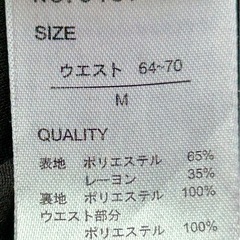 SIZE
ウエスト 64~70
M
QUALITY
表地 ポリエステル 65%
レーヨン 35%
裏地 ポリエステル 100%
ウエスト部分
ポリエステル 100%